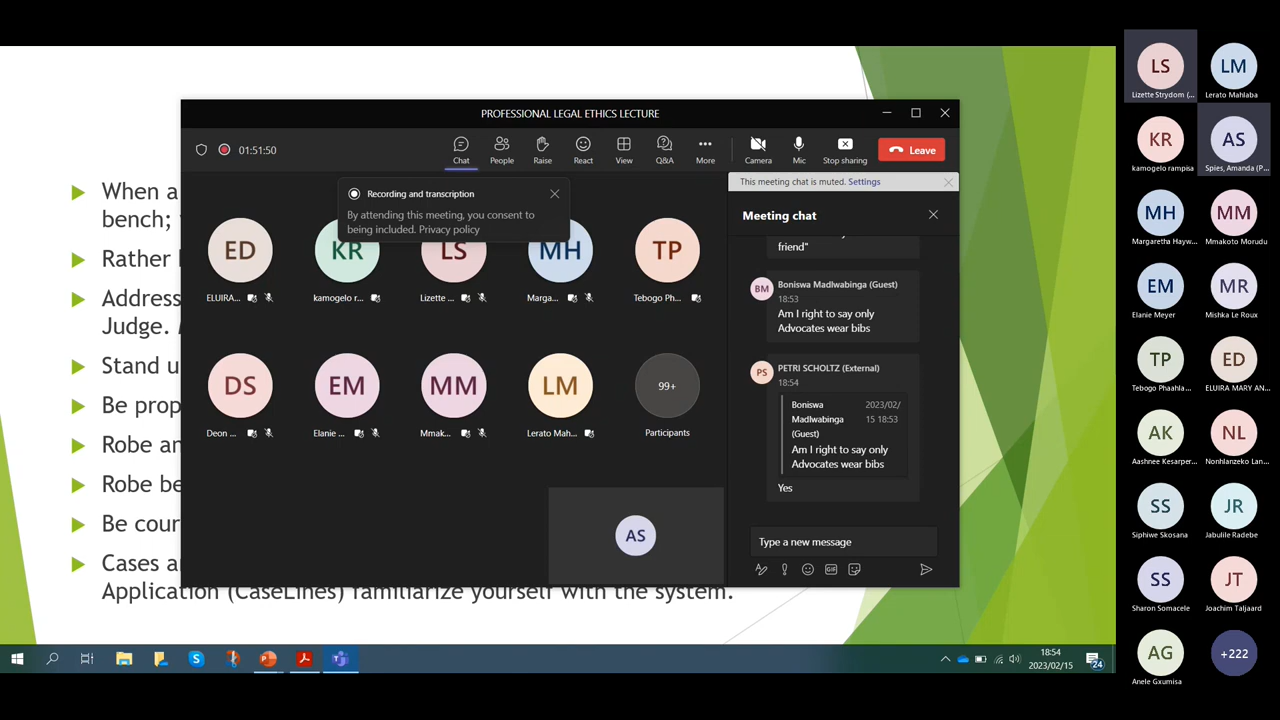 PROFESSIONAL LEGAL ETHICS LECTURE
01:51:50
Chat
People
Raise
React
View
Q&A
More
Camera
Mic
Stop sharing
Leave
Recording and transcription
By attending this meeting, you consent to
being included. Privacy policy
This meeting chat is muted. Settings
Meeting chat
friend"
BM
Boniswa Madlwabinga (Guest)
18:53
Am I right to say only
Advocates wear bibs
PS
PETRI SCHOLTZ (External)
18:54
Boniswa 2023/02/
Madlwabinga 15 18:53
(Guest)
Am I right to say only
Advocates wear bibs
Yes
Type a new message
GIF
ED
KR
LS
MH
TP
ELUIRA...
kamogelo r...
Lizette ...
Marga...
Tebogo Ph...
DS
EM
MM
LM
99+
Deon ...
Elanie ...
Mmak...
Lerato Mah...
Participants
AS
When a
bench;
Rather
Address
Judge.
Stand u
Be prop
Robe an
Robe be
Be cour
Cases a
Application (CaseLines) familiarize yourself with the system.
18:54
2023/02/15
24
LS
LM
Lizette Strydom (...
Lerato Mahlaba
KR
AS
kamogelo rampisa
Spies, Amanda (P...
MH
MM
Margaretha Hayw...
Mmakoto Morudu
EM
MR
Elanie Meyer
Mishka Le Roux
TP
ED
Tebogo Phaahla...
ELUIRA MARY AN...
AK
NL
Aashnee Kesarper...
Nonhlanzeko Lan...
SS
JR
Siphiwe Skosana
Jabulile Radebe
SS
JT
Sharon Somacele
Joachim Taljaard
AG
+222
Anele Gxumisa